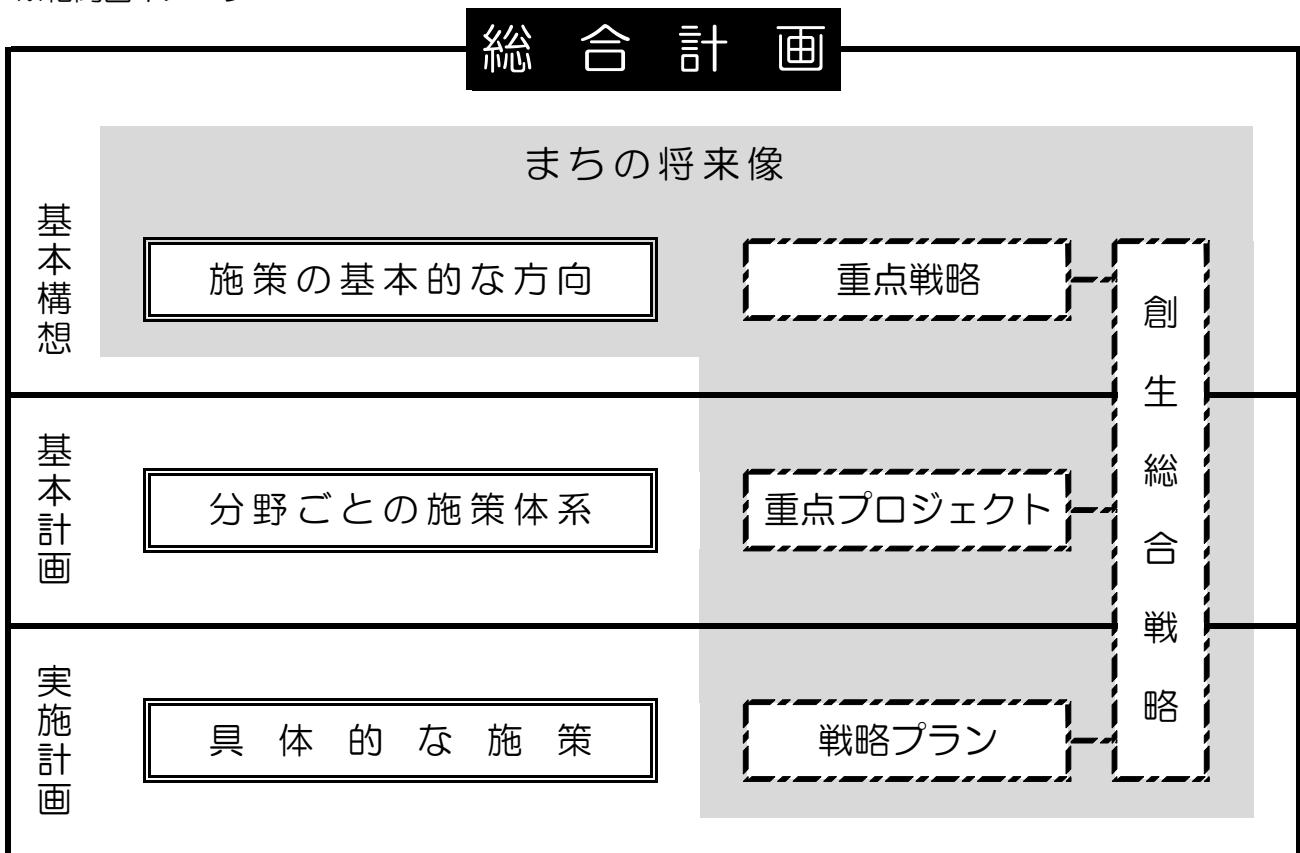 総合計画
まちの将来像
基本構想
施策の基本的な方向
重点戦略
創生総合戦略
基本計画
分野ごとの施策体系
重点プロジェクト
実施計画
具体的な施策
戦略プラン